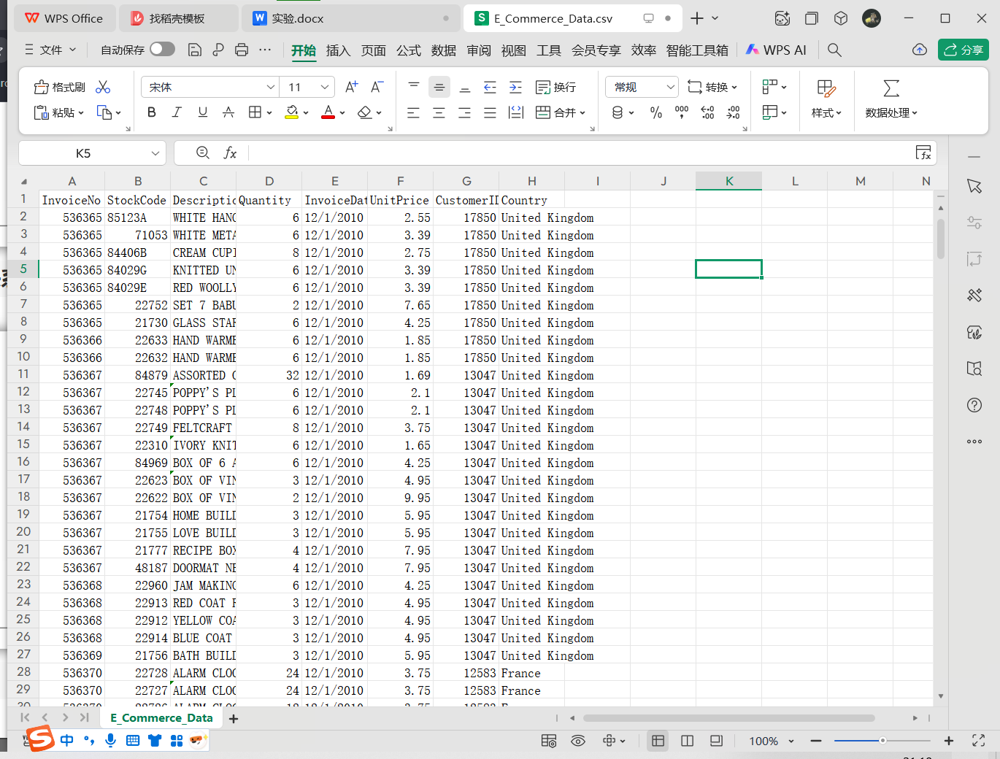 WPS Office 找稻壳模板 实验.docx E_Commerce_Data.csv
文件 自动保存 开始 插入 页面 公式 数据 审阅 视图 工具 会员专享 效率 智能工具箱 WPS AI 分享
格式刷 宋体 11 A+ A- 换行 常规 转换
粘贴 B I U A 合并 % 样式 数据处理
K5 fx
A B C D E F G H I J K L M N
1 InvoiceNo StockCode Descriptic Quantity InvoiceDat UnitPrice CustomerID Country
2 536365 85123A WHITE HANG 6 12/1/2010 2.55 17850 United Kingdom
3 536365 71053 WHITE META 6 12/1/2010 3.39 17850 United Kingdom
4 536365 84406B CREAM CUPI 8 12/1/2010 2.75 17850 United Kingdom
5 536365 84029G KNITTED UN 6 12/1/2010 3.39 17850 United Kingdom
6 536365 84029E RED WOOLLY 6 12/1/2010 3.39 17850 United Kingdom
7 536365 22752 SET 7 BABU 2 12/1/2010 7.65 17850 United Kingdom
8 536365 21730 GLASS STAR 6 12/1/2010 4.25 17850 United Kingdom
9 536366 22633 HAND WARME 6 12/1/2010 1.85 17850 United Kingdom
10 536366 22632 HAND WARME 6 12/1/2010 1.85 17850 United Kingdom
11 536367 84879 ASSORTED C 32 12/1/2010 1.69 13047 United Kingdom
12 536367 22745 POPPY'S PL 6 12/1/2010 2.1 13047 United Kingdom
13 536367 22748 POPPY'S PL 6 12/1/2010 2.1 13047 United Kingdom
14 536367 22749 FELTCRAFT 8 12/1/2010 3.75 13047 United Kingdom
15 536367 22310 IVORY KNIT 6 12/1/2010 1.65 13047 United Kingdom
16 536367 84969 BOX OF 6 A 6 12/1/2010 4.25 13047 United Kingdom
17 536367 22623 BOX OF VIN 3 12/1/2010 4.95 13047 United Kingdom
18 536367 22622 BOX OF VIN 2 12/1/2010 9.95 13047 United Kingdom
19 536367 21754 HOME BUILD 3 12/1/2010 5.95 13047 United Kingdom
20 536367 21755 LOVE BUILD 3 12/1/2010 5.95 13047 United Kingdom
21 536367 21777 RECIPE BOX 4 12/1/2010 7.95 13047 United Kingdom
22 536367 48187 DOORMAT NE 4 12/1/2010 7.95 13047 United Kingdom
23 536368 22960 JAM MAKING 6 12/1/2010 4.25 13047 United Kingdom
24 536368 22913 RED COAT R 3 12/1/2010 4.95 13047 United Kingdom
25 536368 22912 YELLOW COA 3 12/1/2010 4.95 13047 United Kingdom
26 536368 22914 BLUE COAT 3 12/1/2010 4.95 13047 United Kingdom
27 536369 21756 BATH BUILD 3 12/1/2010 5.95 13047 United Kingdom
28 536370 22728 ALARM CLOC 24 12/1/2010 3.75 12583 France
29 536370 22727 ALARM CLOC 24 12/1/2010 3.75 12583 France
E_Commerce_Data
中 100%